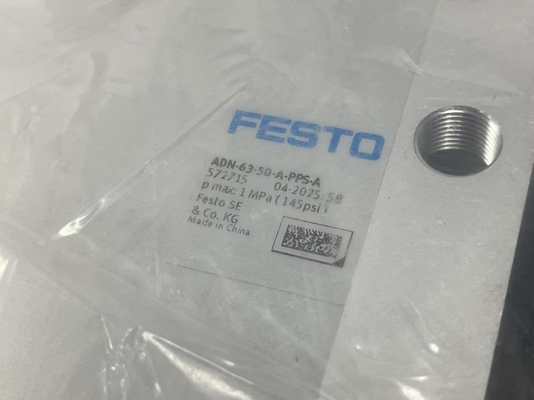 FESTO
ADN-63-50-A-PPS-A
572715 04-2025:58
p max: 1 MPa (145psi)
Festo SE
& Co. KG
Made in China